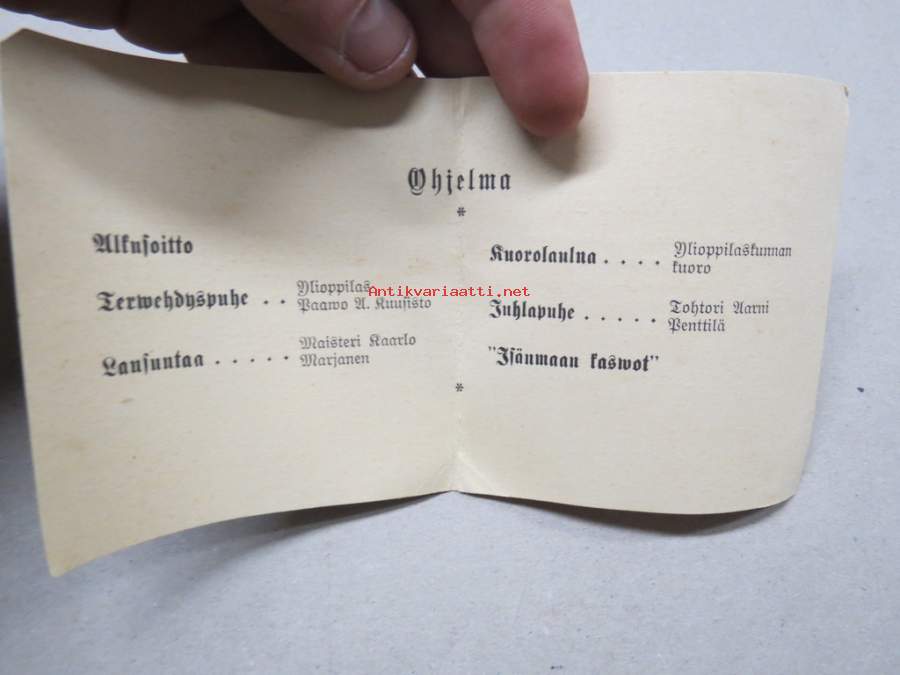 Ohjelma
*
Alkusoitto
Terwehdyspuhe . . Ylioppilas
Paawo A. Kuusisto
Lausuntaa . . . . . Maisteri Kaarlo
Marjanen
Kuorolaulua . . . . Ylioppilaskunnan
kuoro
Juhlapuhe . . . . . Tohtori Aarni
Penttilä
"Isänmaan kaswot"
*
Antikvariaatti.net